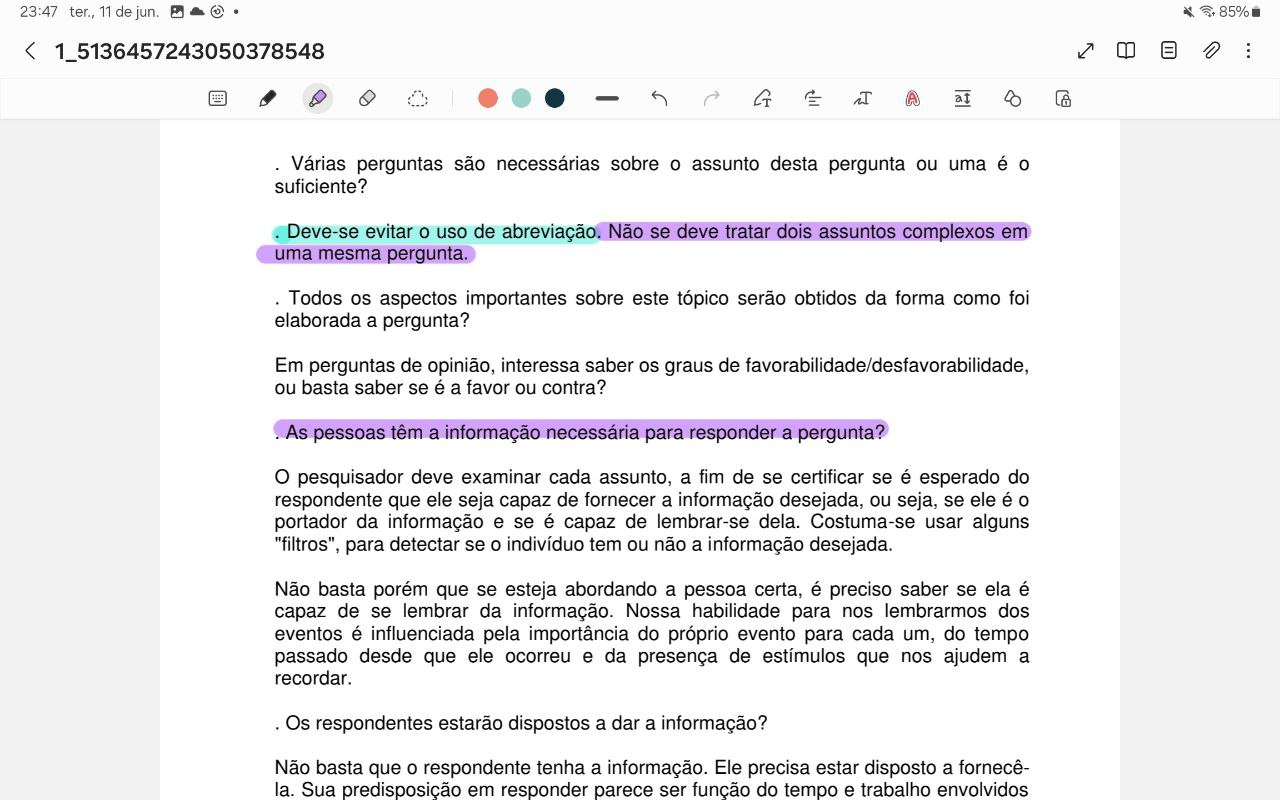 23:47 ter., 11 de jun. 85%
1_5136457243050378548
. Várias perguntas são necessárias sobre o assunto desta pergunta ou uma é o
suficiente?
. Deve-se evitar o uso de abreviação. Não se deve tratar dois assuntos complexos em
uma mesma pergunta.
. Todos os aspectos importantes sobre este tópico serão obtidos da forma como foi
elaborada a pergunta?
Em perguntas de opinião, interessa saber os graus de favorabilidade/desfavorabilidade,
ou basta saber se é a favor ou contra?
. As pessoas têm a informação necessária para responder a pergunta?
O pesquisador deve examinar cada assunto, a fim de se certificar se é esperado do
respondente que ele seja capaz de fornecer a informação desejada, ou seja, se ele é o
portador da informação e se é capaz de lembrar-se dela. Costuma-se usar alguns
"filtros", para detectar se o indivíduo tem ou não a informação desejada.
Não basta porém que se esteja abordando a pessoa certa, é preciso saber se ela é
capaz de se lembrar da informação. Nossa habilidade para nos lembrarmos dos
eventos é influenciada pela importância do próprio evento para cada um, do tempo
passado desde que ele ocorreu e da presença de estímulos que nos ajudem a
recordar.
. Os respondentes estarão dispostos a dar a informação?
Não basta que o respondente tenha a informação. Ele precisa estar disposto a fornecê-
la. Sua predisposição em responder parece ser função do tempo e trabalho envolvidos